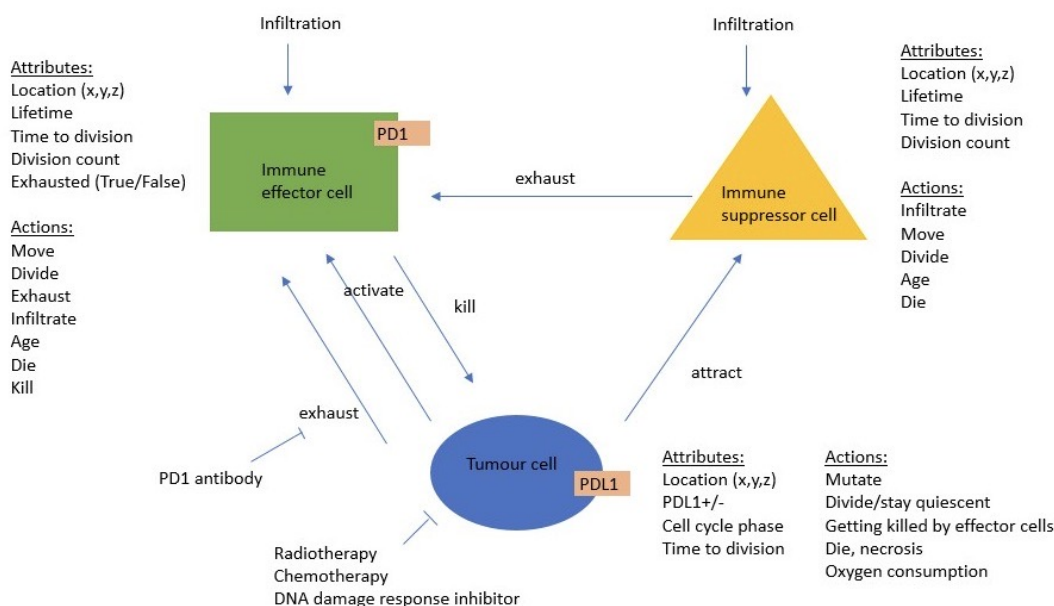 Infiltration
Infiltration
Attributes:
Location (x,y,z)
Lifetime
Time to division
Division count
Exhausted (True/False)
Actions:
Move
Divide
Exhaust
Infiltrate
Age
Die
Kill
PD1
Immune
effector cell
exhaust
Immune
suppressor cell
Attributes:
Location (x,y,z)
Lifetime
Time to division
Division count
Actions:
Infiltrate
Move
Divide
Age
Die
activate
kill
attract
exhaust
PD1 antibody
Tumour cell
PDL1
Radiotherapy
Chemotherapy
DNA damage response inhibitor
Attributes:
Location (x,y,z)
PDL1+/-
Cell cycle phase
Time to division
Actions:
Mutate
Divide/stay quiescent
Getting killed by effector cells
Die, necrosis
Oxygen consumption